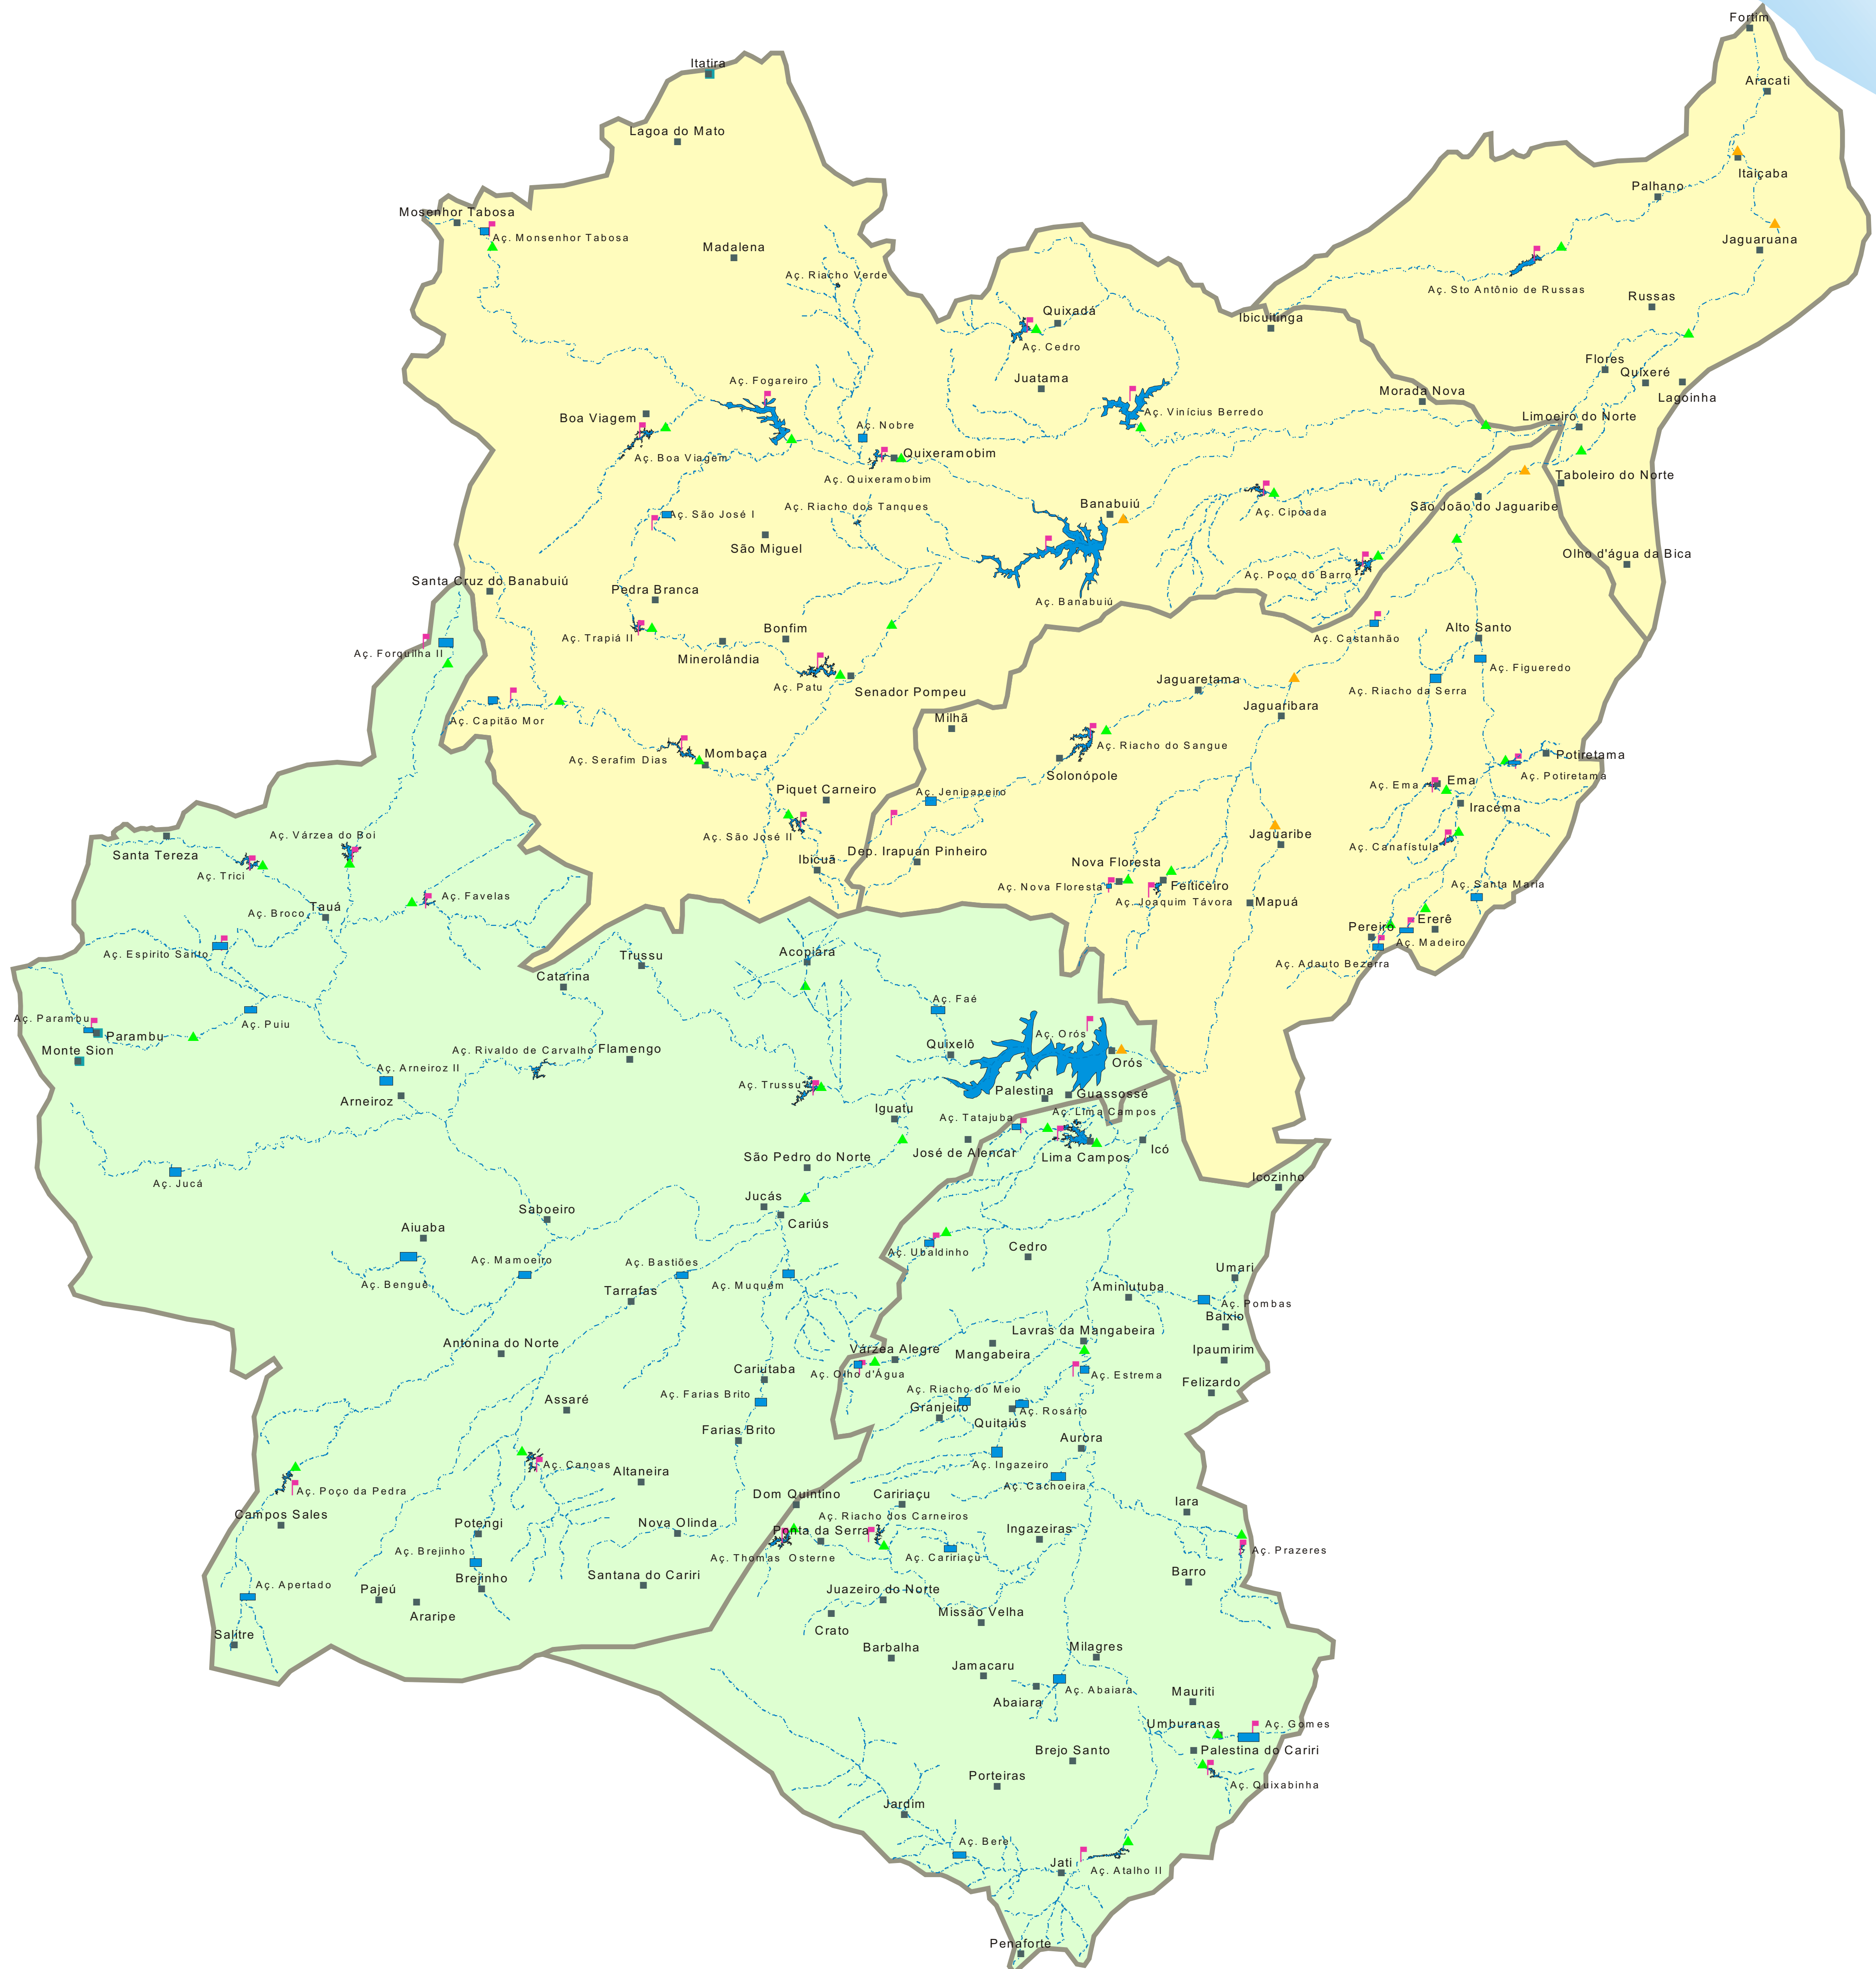 Fortim
Itatira
Aracati
Lagoa do Mato
Itaiçaba
Palhano
Mosenhor Tabosa
Aç. Monsenhor Tabosa
Madalena
Jaguaruana
Aç. Riacho Verde
Aç. Sto Antônio de Russas
Russas
Quixadá
Ibicuitinga
Aç. Cedro
Flores
Quixeré
Aç. Fogareiro
Juatama
Morada Nova
Lagoinha
Boa Viagem
Aç. Vinícius Berredo
Limoeiro do Norte
Aç. Nobre
Aç. Boa Viagem
Quixeramobim
Aç. Quixeramobim
Taboleiro do Norte
Aç. São José I
Aç. Riacho dos Tanques
Banabuiú
Aç. Cipoada
São João do Jaguaribe
São Miguel
Olho d'água da Bica
Santa Cruz do Banabuiú
Aç. Poço do Barro
Pedra Branca
Aç. Banabuiú
Aç. Trapiá II
Bonfim
Aç. Castanhão
Alto Santo
Aç. Forquilha II
Minerolândia
Aç. Figueredo
Aç. Patu
Senador Pompeu
Jaguaretama
Aç. Riacho da Serra
Aç. Capitão Mor
Milhã
Jaguaribara
Aç. Serafim Dias
Mombaça
Aç. Riacho do Sangue
Potiretama
Solonópole
Aç. Potiretama
Piquet Carneiro
Aç. Jenipapeiro
Aç. Ema
Ema
Iracema
Aç. Várzea do Boi
Aç. São José II
Jaguaribe
Santa Tereza
Ibicuã
Dep. Irapuan Pinheiro
Aç. Canafístula
Aç. Trici
Nova Floresta
Aç. Nova Floresta
Feiticeiro
Aç. Santa Maria
Aç. Favelas
Aç. Joaquim Távora
Mapuá
Aç. Broco
Tauá
Ererê
Pereiro
Aç. Madeiro
Aç. Espirito Santo
Trussu
Acopiara
Aç. Adauto Bezerra
Catarina
Aç. Faé
Aç. Parambu
Parambu
Aç. Puiu
Monte Sion
Aç. Rivaldo de Carvalho
Flamengo
Quixelô
Aç. Orós
Orós
Aç. Arneiroz II
Aç. Trussu
Palestina
Guassossé
Arneiroz
Iguatu
Aç. Tatajuba
Aç. Lima Campos
São Pedro do Norte
José de Alencar
Lima Campos
Icó
Aç. Jucá
Icozinho
Jucás
Saboeiro
Cariús
Aiuaba
Aç. Ubaldinho
Cedro
Aç. Mamoeiro
Aç. Bastiões
Umari
Aç. Benguê
Aç. Muquém
Tarrafas
Aminiutuba
Aç. Pombas
Baixio
Antonina do Norte
Lavras da Mangabeira
Várzea Alegre
Mangabeira
Ipaumirim
Cariutaba
Aç. Olho d'Água
Aç. Estrema
Assaré
Aç. Farias Brito
Aç. Riacho do Meio
Felizardo
Granjeiro
Aç. Rosário
Quitaiús
Farias Brito
Aurora
Aç. Canoas
Aç. Ingazeiro
Altaneira
Aç. Cachoeira
Aç. Poço da Pedra
Dom Quintino
Caririaçu
Iara
Campos Sales
Potengi
Nova Olinda
Aç. Riacho dos Carneiros
Ponta da Serra
Ingazeiras
Aç. Brejinho
Aç. Thomas Osterne
Aç. Caririaçu
Aç. Prazeres
Brejinho
Santana do Cariri
Barro
Aç. Apertado
Pajeú
Juazeiro do Norte
Araripe
Missão Velha
Salitre
Crato
Barbalha
Milagres
Jamacaru
Abaiara
Aç. Abaiara
Mauriti
Umburanas
Aç. Gomes
Brejo Santo
Palestina do Cariri
Porteiras
Aç. Quixabinha
Jardim
Aç. Bere
Jati
Aç. Atalho II
Penaforte